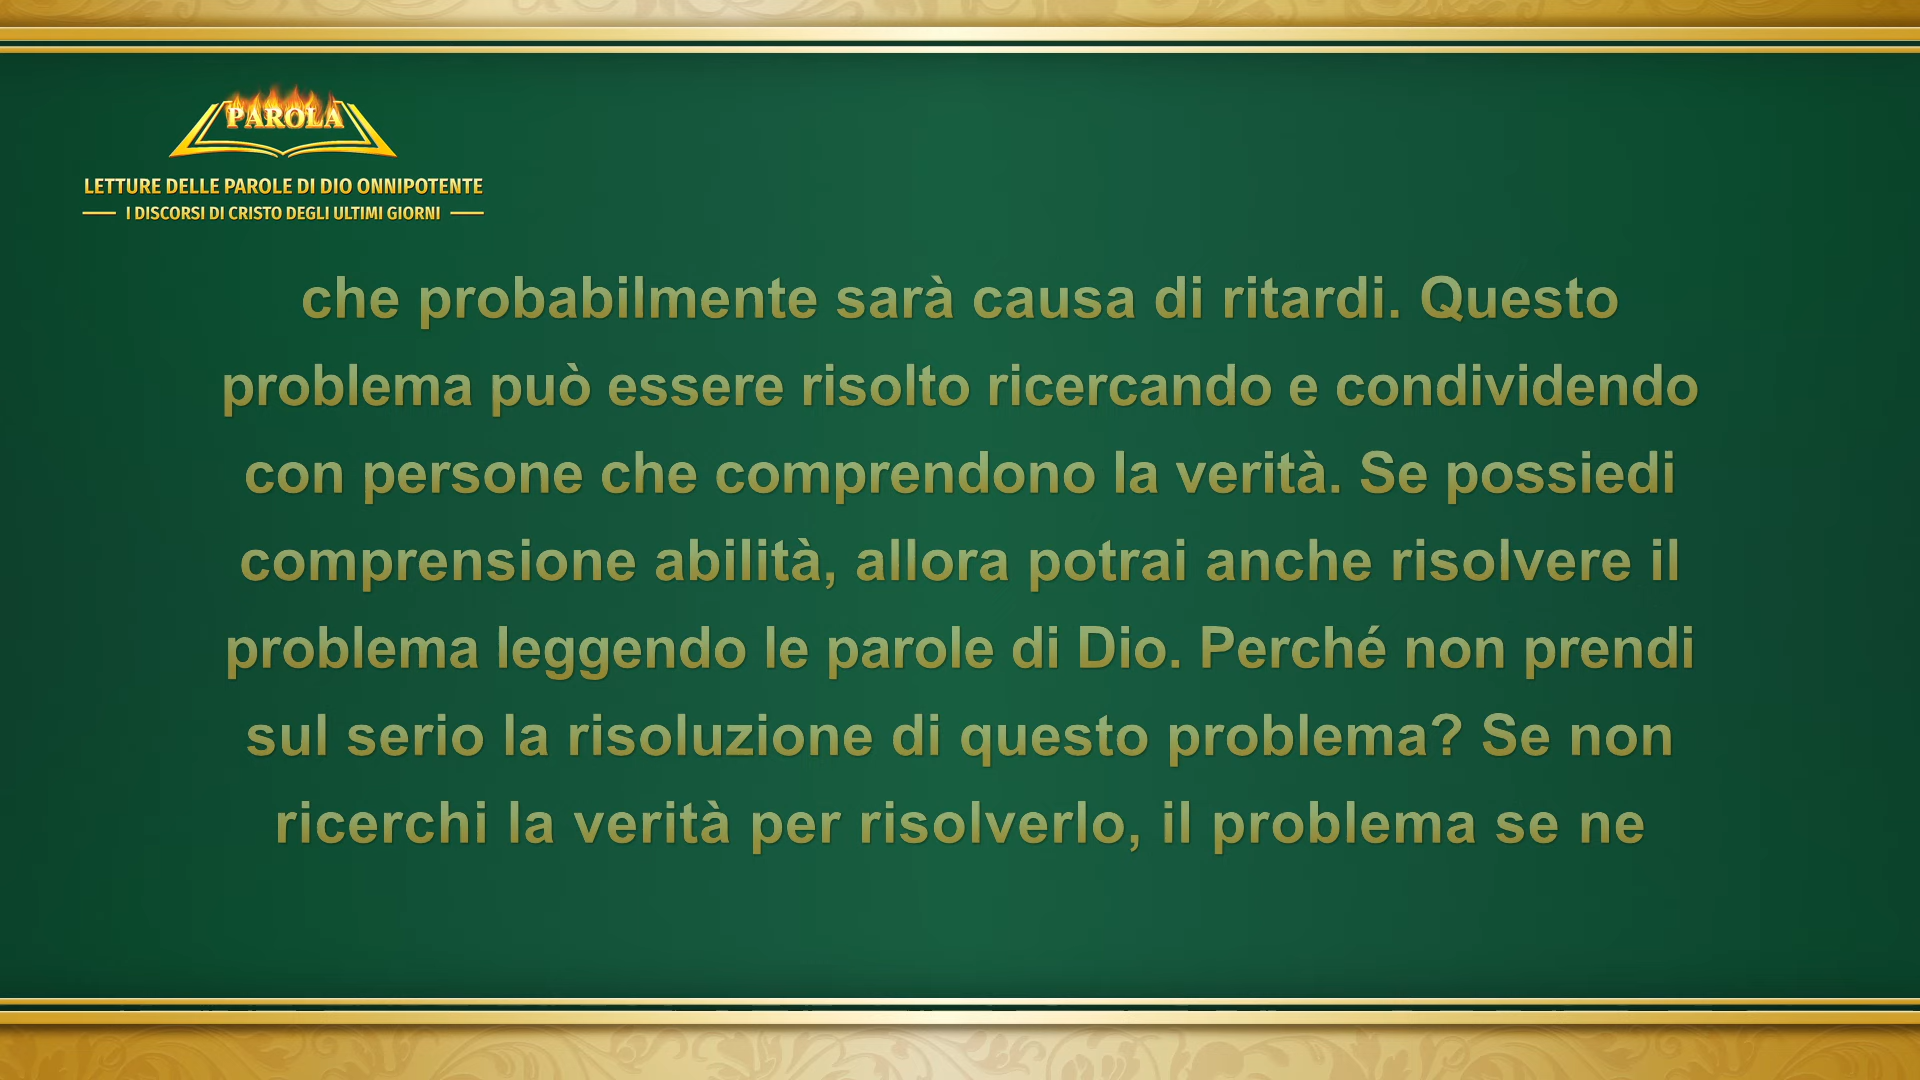 PAROLA
LETTURE DELLE PAROLE DI DIO ONNIPOTENTE
I DISCORSI DI CRISTO DEGLI ULTIMI GIORNI
che probabilmente sarà causa di ritardi. Questo
problema può essere risolto ricercando e condividendo
con persone che comprendono la verità. Se possiedi
comprensione abilità, allora potrai anche risolvere il
problema leggendo le parole di Dio. Perché non prendi
sul serio la risoluzione di questo problema? Se non
ricerchi la verità per risolverlo, il problema se ne